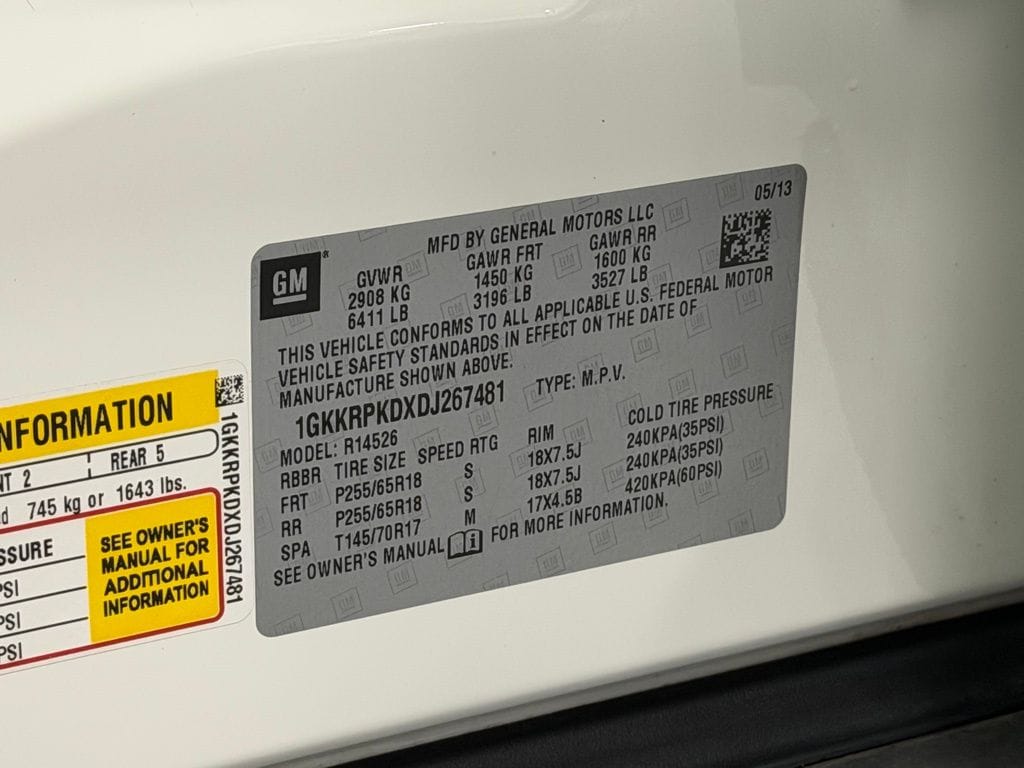 05/13
MFD BY GENERAL MOTORS LLC
GM®
GVWR GAWR FRT GAWR RR
2908 KG 1450 KG 1600 KG
6411 LB 3196 LB 3527 LB
THIS VEHICLE CONFORMS TO ALL APPLICABLE U.S. FEDERAL MOTOR
VEHICLE SAFETY STANDARDS IN EFFECT ON THE DATE OF
MANUFACTURE SHOWN ABOVE.
1GKKRPKDXDJ267481 TYPE: M.P.V.
MODEL: R14526
RBBR TIRE SIZE SPEED RTG RIM COLD TIRE PRESSURE
FRT P255/65R18 S 18X7.5J 240KPA(35PSI)
RR P255/65R18 S 18X7.5J 240KPA(35PSI)
SPA T145/70R17 M 17X4.5B 420KPA(60PSI)
SEE OWNER'S MANUAL i FOR MORE INFORMATION.
NFORMATION
NT 2 REAR 5
d 745 kg or 1643 lbs.
SSURE
PSI
PSI
PSI
SEE OWNER'S
MANUAL FOR
ADDITIONAL
INFORMATION
1GKKRPKDXDJ267481